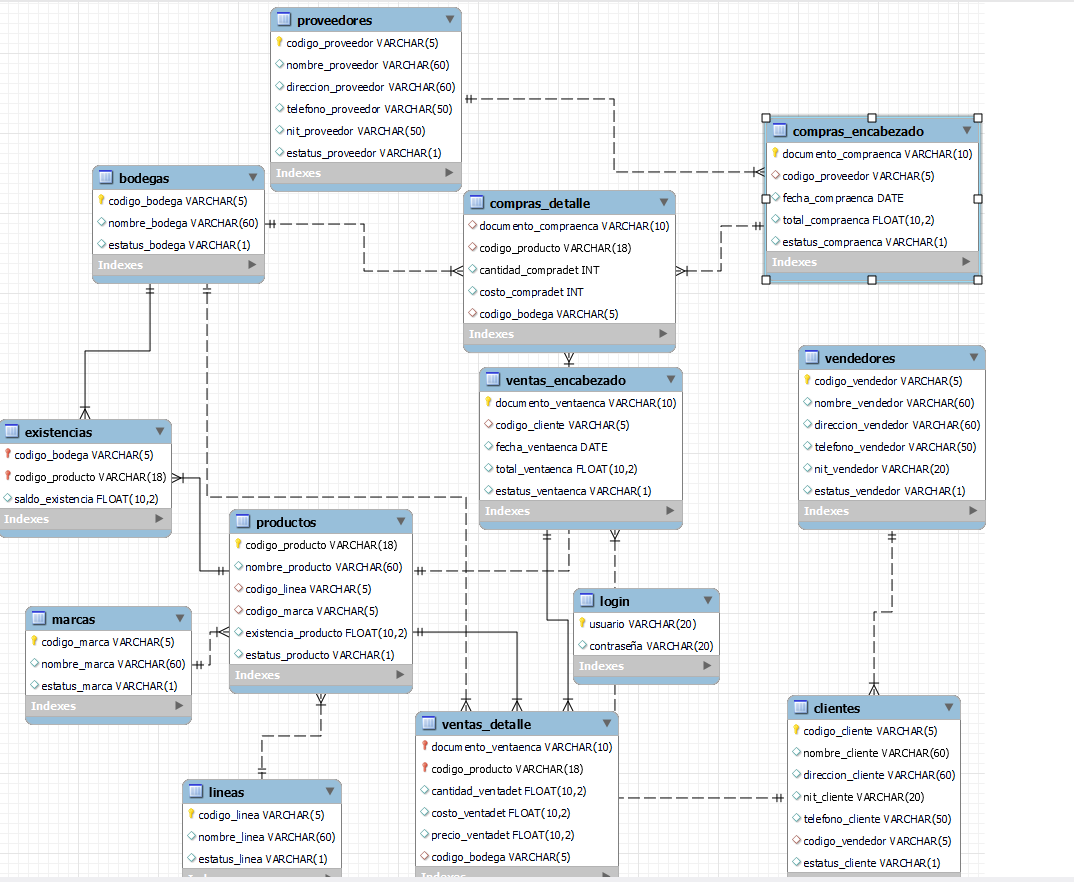 proveedores
codigo_proveedor VARCHAR(5)
nombre_proveedor VARCHAR(60)
direccion_proveedor VARCHAR(60)
telefono_proveedor VARCHAR(50)
nit_proveedor VARCHAR(50)
estatus_proveedor VARCHAR(1)
Indexes
compras_encabezado
documento_compraenca VARCHAR(10)
codigo_proveedor VARCHAR(5)
fecha_compraenca DATE
total_compraenca FLOAT(10,2)
estatus_compraenca VARCHAR(1)
Indexes
bodegas
codigo_bodega VARCHAR(5)
nombre_bodega VARCHAR(60)
estatus_bodega VARCHAR(1)
Indexes
compras_detalle
documento_compraenca VARCHAR(10)
codigo_producto VARCHAR(18)
cantidad_compradet INT
costo_compradet INT
codigo_bodega VARCHAR(5)
Indexes
ventas_encabezado
documento_ventaenca VARCHAR(10)
codigo_cliente VARCHAR(5)
fecha_ventaenca DATE
total_ventaenca FLOAT(10,2)
estatus_ventaenca VARCHAR(1)
Indexes
vendedores
codigo_vendedor VARCHAR(5)
nombre_vendedor VARCHAR(60)
direccion_vendedor VARCHAR(60)
telefono_vendedor VARCHAR(50)
nit_vendedor VARCHAR(20)
estatus_vendedor VARCHAR(1)
Indexes
existencias
codigo_bodega VARCHAR(5)
codigo_producto VARCHAR(18)
saldo_existencia FLOAT(10,2)
Indexes
productos
codigo_producto VARCHAR(18)
nombre_producto VARCHAR(60)
codigo_linea VARCHAR(5)
codigo_marca VARCHAR(5)
existencia_producto FLOAT(10,2)
estatus_producto VARCHAR(1)
Indexes
login
usuario VARCHAR(20)
contraseña VARCHAR(20)
Indexes
marcas
codigo_marca VARCHAR(5)
nombre_marca VARCHAR(60)
estatus_marca VARCHAR(1)
Indexes
clientes
codigo_cliente VARCHAR(5)
nombre_cliente VARCHAR(60)
direccion_cliente VARCHAR(60)
nit_cliente VARCHAR(20)
telefono_cliente VARCHAR(50)
codigo_vendedor VARCHAR(5)
estatus_cliente VARCHAR(1)
ventas_detalle
documento_ventaenca VARCHAR(10)
codigo_producto VARCHAR(18)
cantidad_ventadet FLOAT(10,2)
costo_ventadet FLOAT(10,2)
precio_ventadet FLOAT(10,2)
codigo_bodega VARCHAR(5)
Indexes
lineas
codigo_linea VARCHAR(5)
nombre_linea VARCHAR(60)
estatus_linea VARCHAR(1)